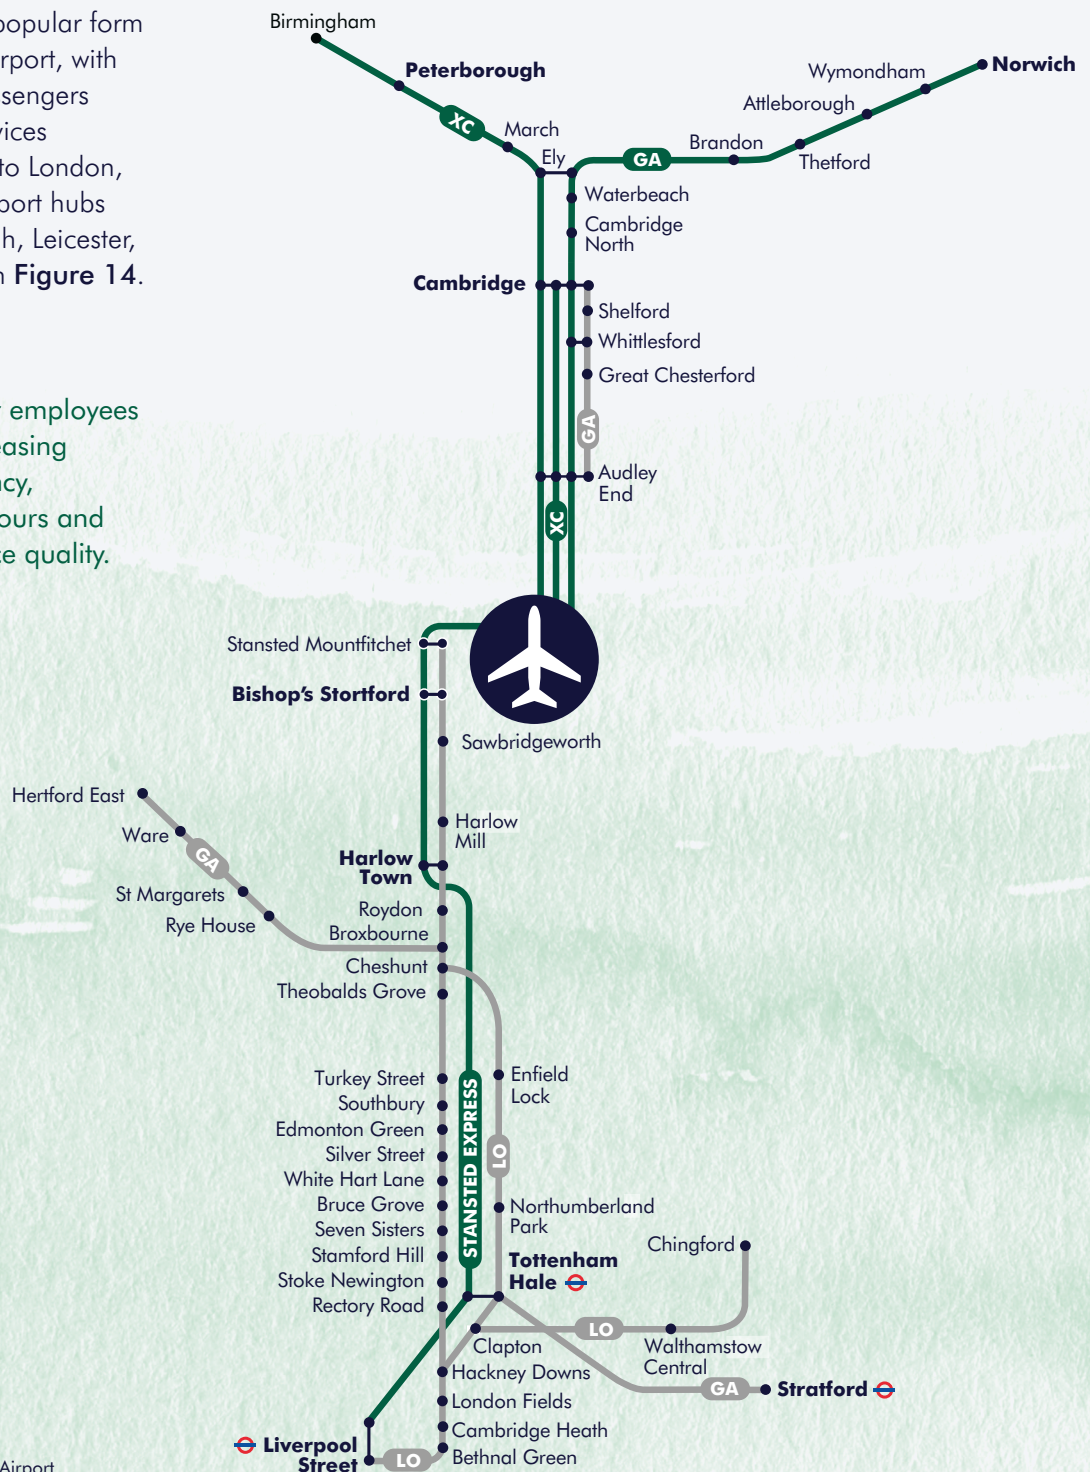 popular form
rport, with
ssengers
vices
to London,
port hubs
h, Leicester,
n Figure 14.
r employees
easing
ncy,
ours and
ce quality.
Birmingham
Peterborough
XC
March
Ely
Norwich
Wymondham
Attleborough
Brandon
Thetford
GA
Waterbeach
Cambridge
North
Cambridge
Shelford
Whittlesford
Great Chesterford
GA
Audley
End
XC
Stansted Mountfitchet
Bishop's Stortford
Sawbridgeworth
Hertford East
Ware
GA
St Margarets
Rye House
Harlow
Mill
Harlow
Town
Roydon
Broxbourne
Cheshunt
Theobalds Grove
Turkey Street
Southbury
Edmonton Green
Silver Street
White Hart Lane
Bruce Grove
Seven Sisters
Stamford Hill
Stoke Newington
Rectory Road
STANSTED EXPRESS
Enfield
Lock
LO
Northumberland
Park
Tottenham
Hale
Chingford
LO
Clapton
Walthamstow
Central
Hackney Downs
GA
Stratford
London Fields
Cambridge Heath
Bethnal Green
Liverpool
Street
LO
Airport